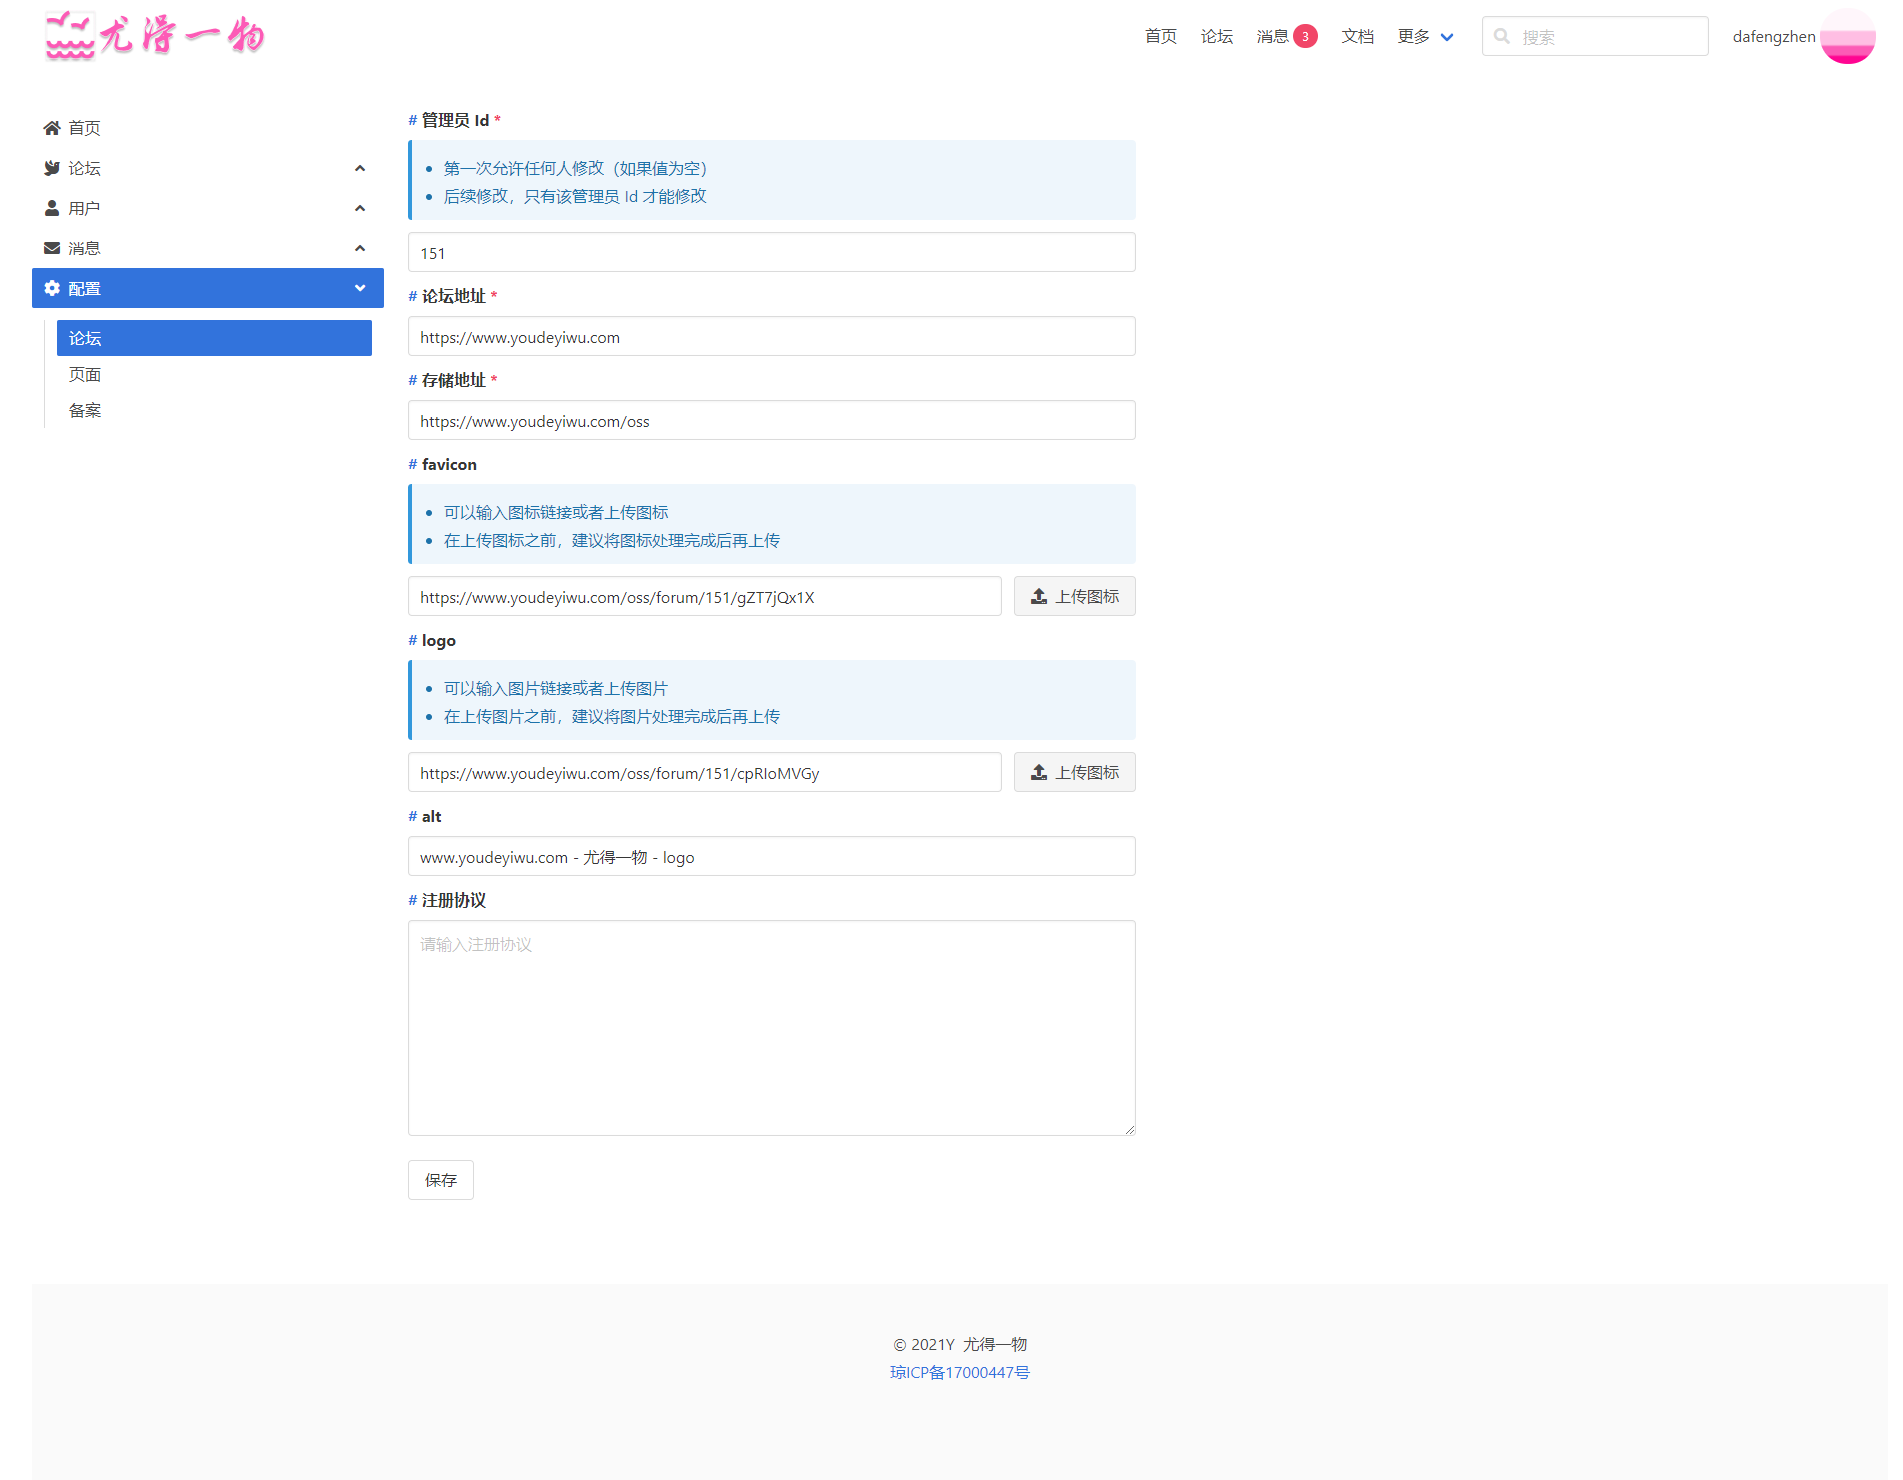 尤得一物
首页 论坛 消息 3 文档 更多 搜索 dafengzhen
首页
论坛
用户
消息
配置
论坛
页面
备案
# 管理员 Id *
第一次允许任何人修改（如果值为空）
后续修改，只有该管理员 Id 才能修改
151
# 论坛地址 *
https://www.youdeyiwu.com
# 存储地址 *
https://www.youdeyiwu.com/oss
# favicon
可以输入图标链接或者上传图标
在上传图标之前，建议将图标处理完成后再上传
https://www.youdeyiwu.com/oss/forum/151/gZT7jQx1X 上传图标
# logo
可以输入图片链接或者上传图片
在上传图片之前，建议将图片处理完成后再上传
https://www.youdeyiwu.com/oss/forum/151/cpRIoMVGy 上传图标
# alt
www.youdeyiwu.com - 尤得一物 - logo
# 注册协议
请输入注册协议
保存
© 2021Y 尤得一物
琼ICP备17000447号